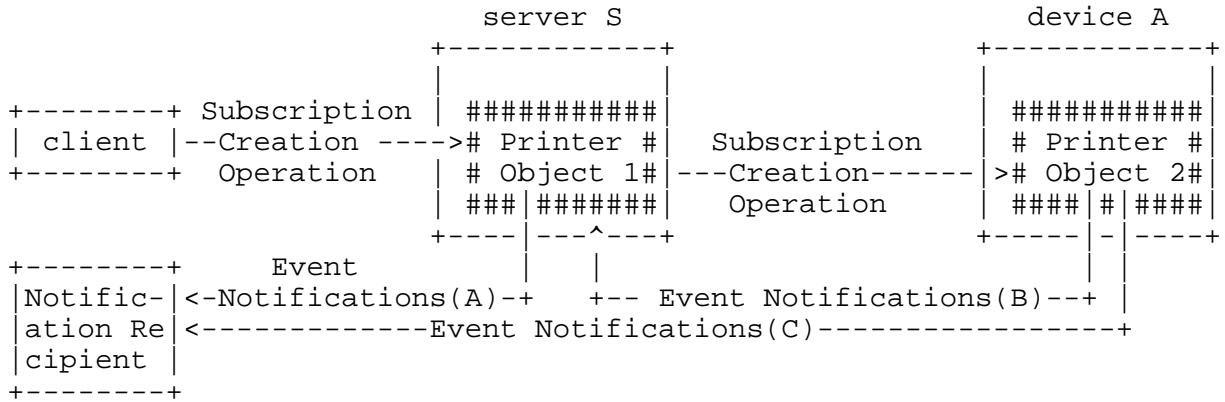 server S device A
+------------+ +------------+
| | | |
+--------+ Subscription | ###########| | ###########|
| client |--Creation ----># Printer #| Subscription | # Printer #|
+--------+ Operation | # Object 1#|---Creation------|># Object 2#|
| ###|#######| Operation | ####|#|####|
+----|---^---+ +-----|-|----+
+--------+ Event | | | |
|Notific-|<-Notifications(A)-+ +-- Event Notifications(B)--+ |
|ation Re|<-------------Event Notifications(C)-----------------+
|cipient |
+--------+